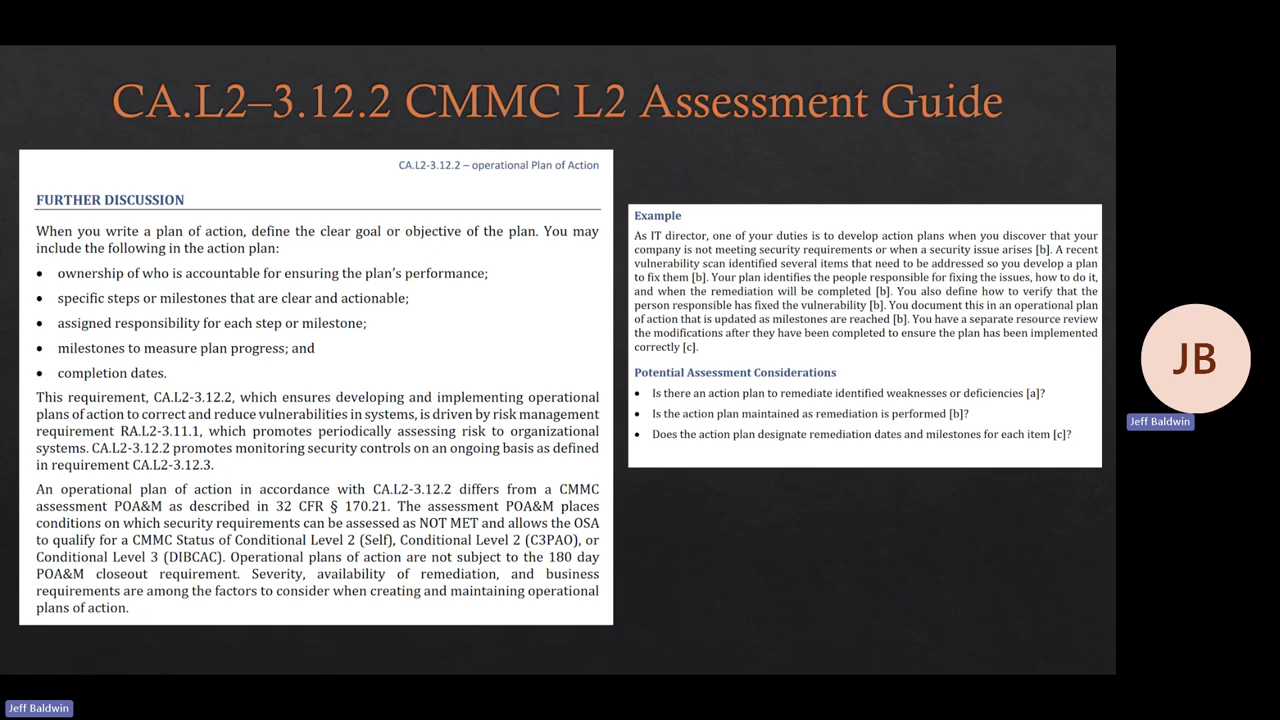 CA.L2–3.12.2 CMMC L2 Assessment Guide
CA.L2-3.12.2 – operational Plan of Action
FURTHER DISCUSSION
When you write a plan of action, define the clear goal or objective of the plan. You may
include the following in the action plan:
• ownership of who is accountable for ensuring the plan's performance;
• specific steps or milestones that are clear and actionable;
• assigned responsibility for each step or milestone;
• milestones to measure plan progress; and
• completion dates.
This requirement, CA.L2-3.12.2, which ensures developing and implementing operational
plans of action to correct and reduce vulnerabilities in systems, is driven by risk management
requirement RA.L2-3.11.1, which promotes periodically assessing risk to organizational
systems. CA.L2-3.12.2 promotes monitoring security controls on an ongoing basis as defined
in requirement CA.L2-3.12.3.
An operational plan of action in accordance with CA.L2-3.12.2 differs from a CMMC
assessment POA&M as described in 32 CFR § 170.21. The assessment POA&M places
conditions on which security requirements can be assessed as NOT MET and allows the OSA
to qualify for a CMMC Status of Conditional Level 2 (Self), Conditional Level 2 (C3PAO), or
Conditional Level 3 (DIBCAC). Operational plans of action are not subject to the 180 day
POA&M closeout requirement. Severity, availability of remediation, and business
requirements are among the factors to consider when creating and maintaining operational
plans of action.
Example
As IT director, one of your duties is to develop action plans when you discover that your
company is not meeting security requirements or when a security issue arises [b]. A recent
vulnerability scan identified several items that need to be addressed so you develop a plan
to fix them [b]. Your plan identifies the people responsible for fixing the issues, how to do it,
and when the remediation will be completed [b]. You also define how to verify that the
person responsible has fixed the vulnerability [b]. You document this in an operational plan
of action that is updated as milestones are reached [b]. You have a separate resource review
the modifications after they have been completed to ensure the plan has been implemented
correctly [c].
Potential Assessment Considerations
• Is there an action plan to remediate identified weaknesses or deficiencies [a]?
• Is the action plan maintained as remediation is performed [b]?
• Does the action plan designate remediation dates and milestones for each item [c]?
JB
Jeff Baldwin
Jeff Baldwin